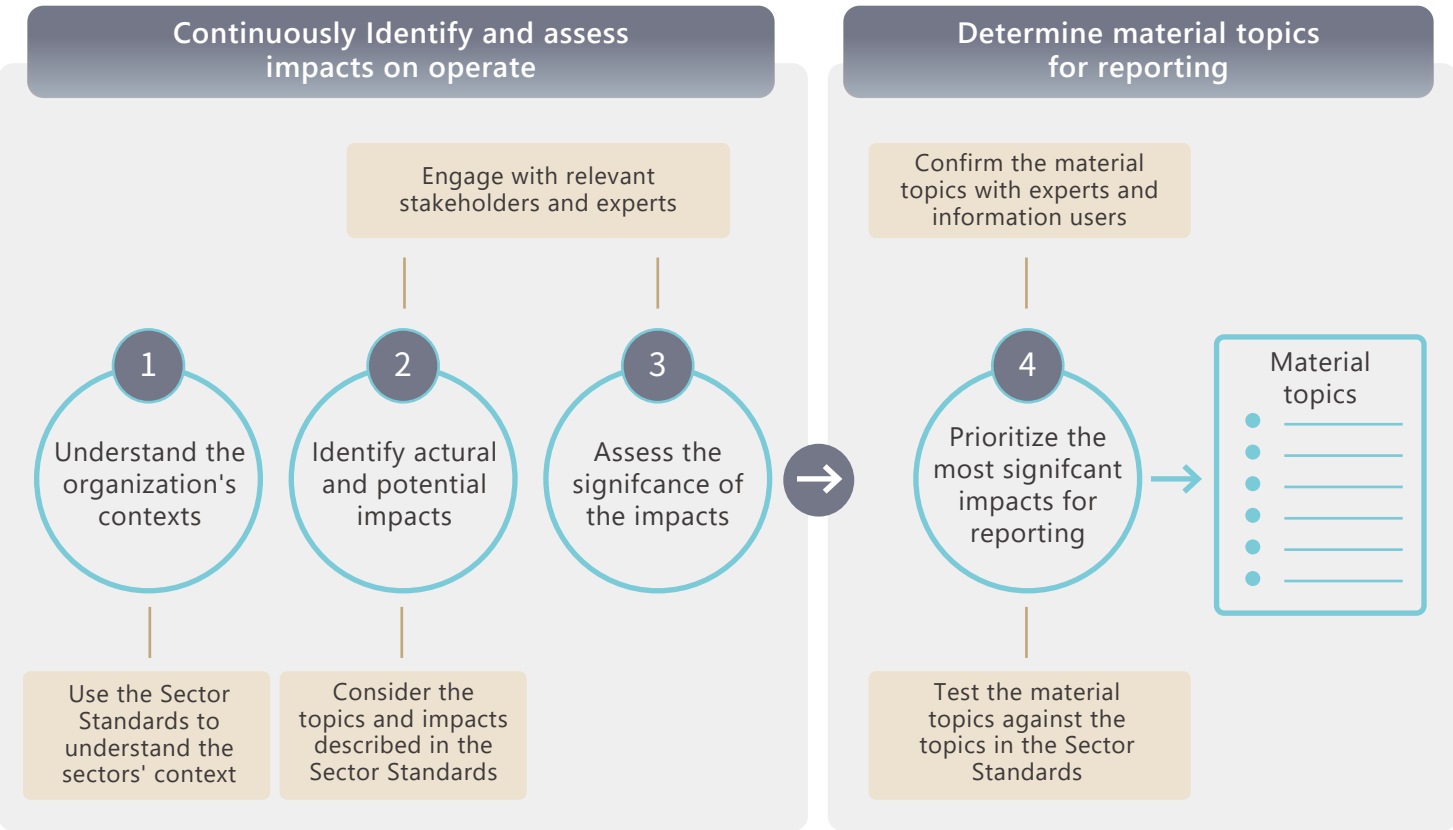 Continuously Identify and assess
impacts on operate
Determine material topics
for reporting
Engage with relevant
stakeholders and experts
Confirm the material
topics with experts and
information users
1
Understand the
organization's
contexts
2
Identify actural
and potential
impacts
3
Assess the
signifcance of
the impacts
4
Prioritize the
most signifcant
impacts for
reporting
Material
topics
Use the Sector
Standards to
understand the
sectors' context
Consider the
topics and impacts
described in the
Sector Standards
Test the material
topics against the
topics in the Sector
Standards